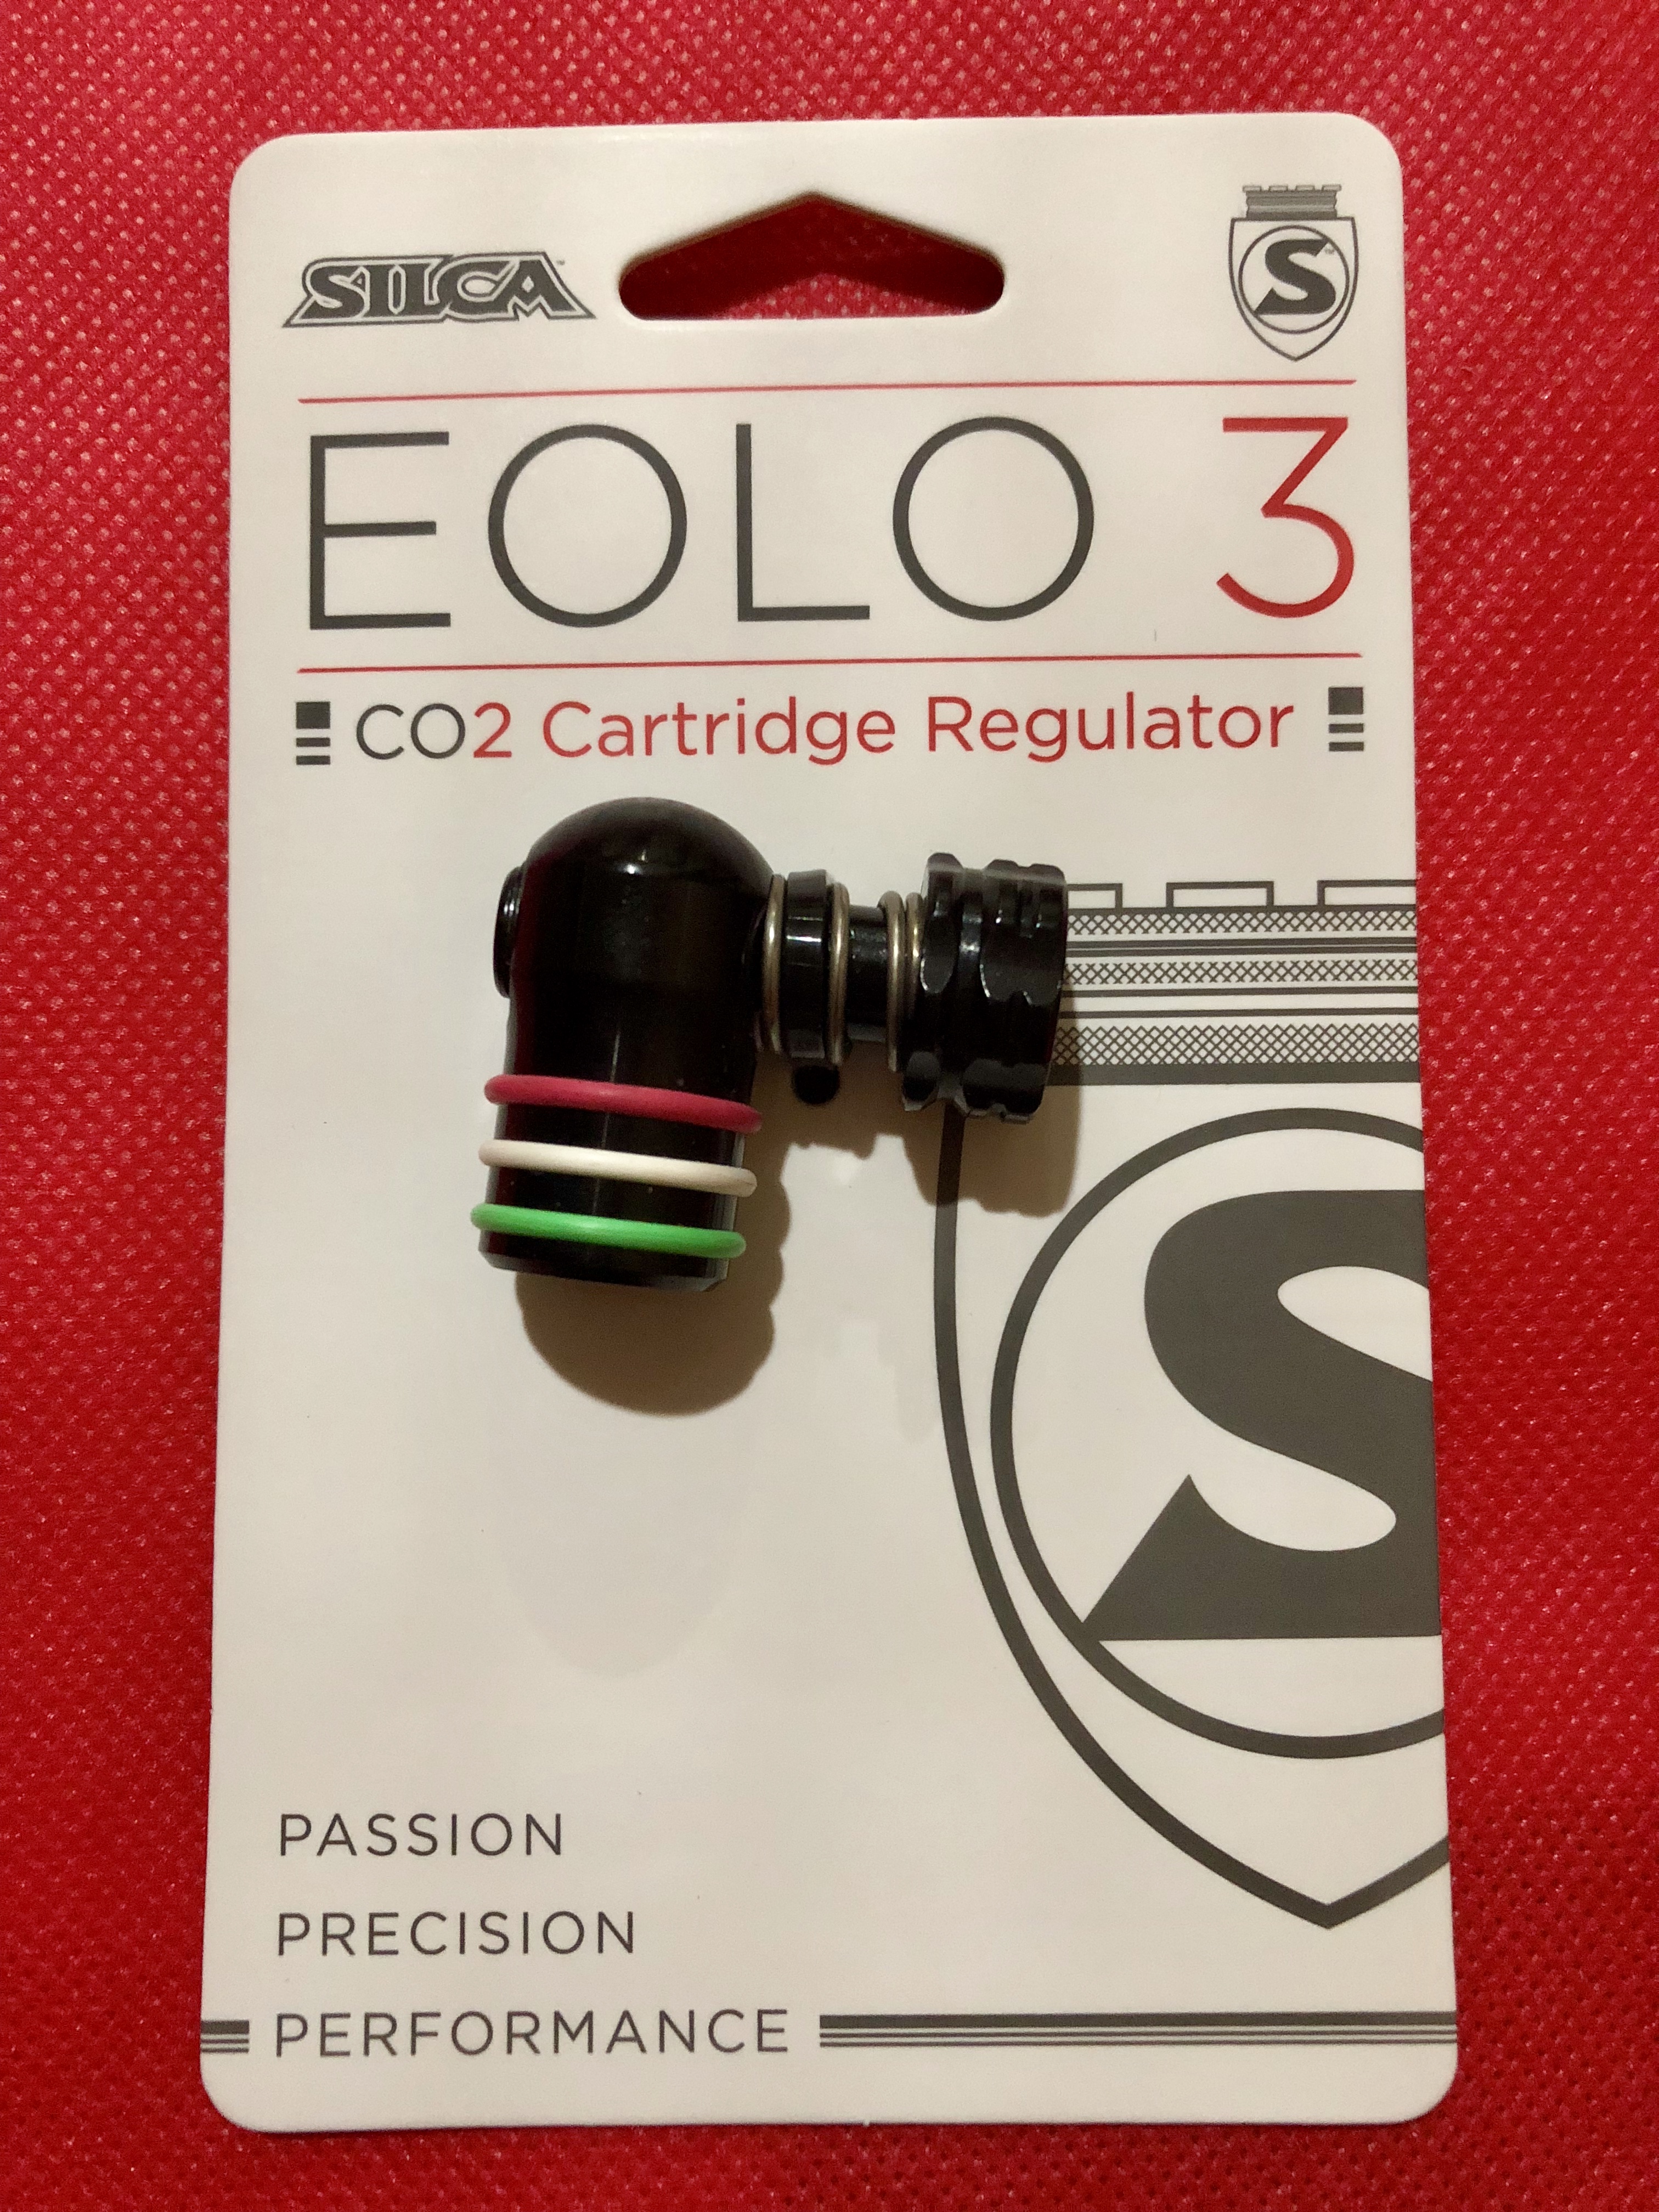 SILCA
S
EOLO 3
CO2 Cartridge Regulator
S
PASSION
PRECISION
PERFORMANCE